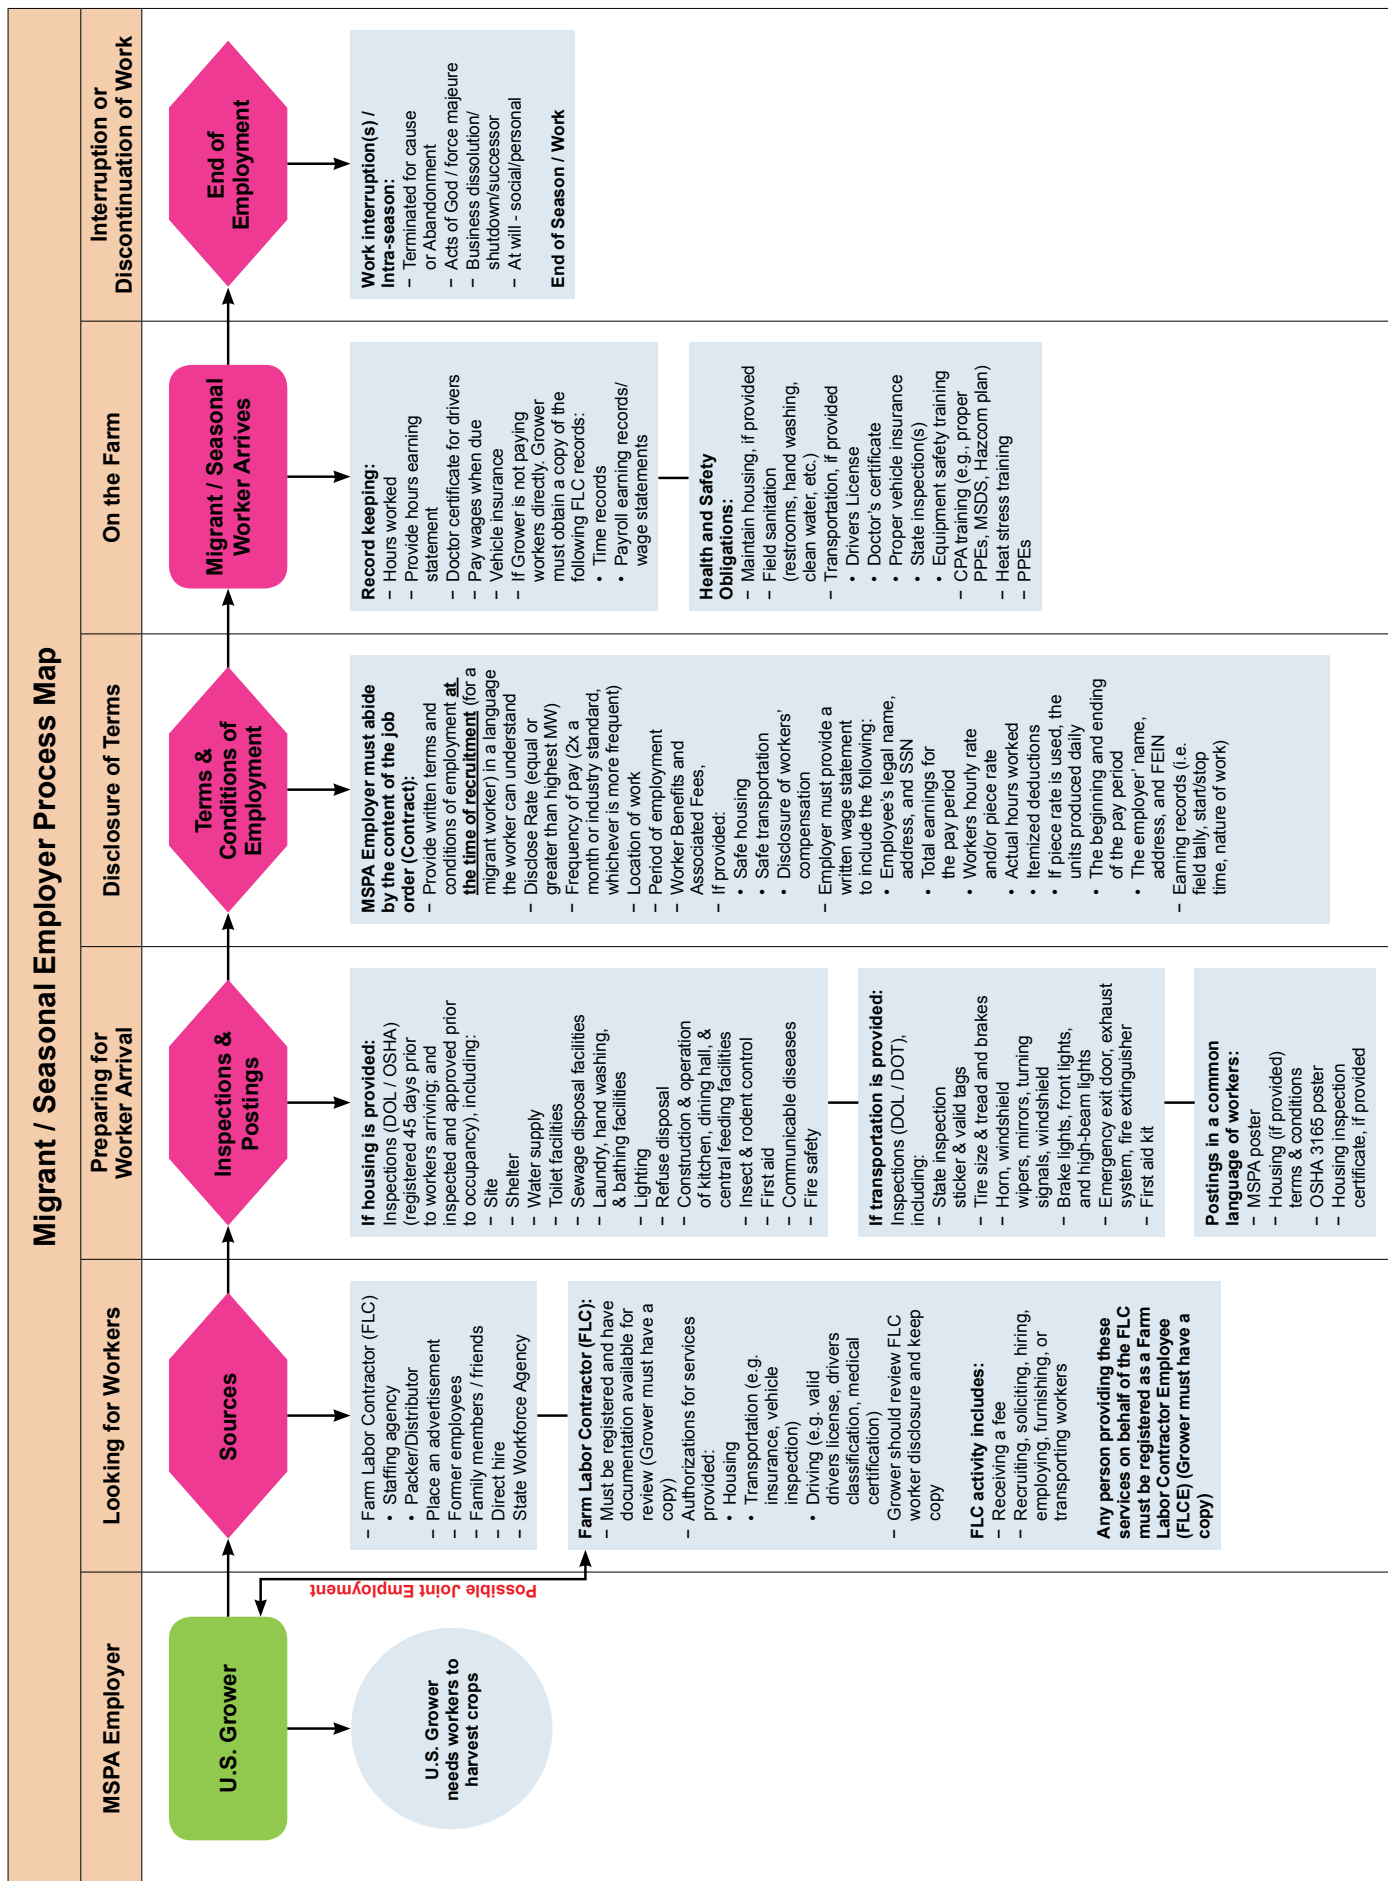 Migrant / Seasonal Employer Process Map
MSPA Employer
Looking for Workers
Preparing for
Worker Arrival
Disclosure of Terms
On the Farm
Interruption or
Discontinuation of Work
U.S. Grower
Sources
Inspections &
Postings
Terms &
Conditions of
Employment
Migrant / Seasonal
Worker Arrives
End of
Employment
U.S. Grower
needs workers to
harvest crops
Possible Joint Employment
– Farm Labor Contractor (FLC)
• Staffing agency
• Packer/Distributor
– Place an advertisement
– Former employees
– Family members / friends
– Direct hire
– State Workforce Agency
Farm Labor Contractor (FLC):
– Must be registered and have
documentation available for
review (Grower must have a
copy)
– Authorizations for services
provided:
• Housing
• Transportation (e.g.
insurance, vehicle
inspection)
• Driving (e.g. valid
drivers license, drivers
classification, medical
certification)
– Grower should review FLC
worker disclosure and keep
copy
FLC activity includes:
– Receiving a fee
– Recruiting, soliciting, hiring,
employing, furnishing, or
transporting workers
Any person providing these
services on behalf of the FLC
must be registered as a Farm
Labor Contractor Employee
(FLCE) (Grower must have a
copy)
If housing is provided:
Inspections (DOL / OSHA)
(registered 45 days prior
to workers arriving; and
inspected and approved prior
to occupancy), including:
– Site
– Shelter
– Water supply
– Toilet facilities
– Sewage disposal facilities
– Laundry, hand washing,
& bathing facilities
– Lighting
– Refuse disposal
– Construction & operation
of kitchen, dining hall, &
central feeding facilities
– Insect & rodent control
– First aid
– Communicable diseases
– Fire safety
If transportation is provided:
Inspections (DOL / DOT),
including:
– State inspection
sticker & valid tags
– Tire size & tread and brakes
– Horn, windshield
wipers, mirrors, turning
signals, windshield
– Brake lights, front lights,
and high-beam lights
– Emergency exit door, exhaust
system, fire extinguisher
– First aid kit
Postings in a common
language of workers:
– MSPA poster
– Housing (if provided)
terms & conditions
– OSHA 3165 poster
– Housing inspection
certificate, if provided
MSPA Employer must abide
by the content of the job
order (Contract):
– Provide written terms and
conditions of employment at
the time of recruitment (for a
migrant worker) in a language
the worker can understand
– Disclose Rate (equal or
greater than highest MW)
– Frequency of pay (2x a
month or industry standard,
whichever is more frequent)
– Location of work
– Period of employment
– Worker Benefits and
Associated Fees,
– If provided:
• Safe housing
• Safe transportation
• Disclosure of workers'
compensation
– Employer must provide a
written wage statement
to include the following:
• Employee's legal name,
address, and SSN
• Total earnings for
the pay period
• Workers hourly rate
and/or piece rate
• Actual hours worked
• Itemized deductions
• If piece rate is used, the
units produced daily
• The beginning and ending
of the pay period
• The employer' name,
address, and FEIN
– Earning records (i.e.
field tally, start/stop
time, nature of work)
Record keeping:
– Hours worked
– Provide hours earning
statement
– Doctor certificate for drivers
– Pay wages when due
– Vehicle insurance
– If Grower is not paying
workers directly. Grower
must obtain a copy of the
following FLC records:
• Time records
• Payroll earning records/
wage statements
Health and Safety
Obligations:
– Maintain housing, if provided
– Field sanitation
(restrooms, hand washing,
clean water, etc.)
– Transportation, if provided
• Drivers License
• Doctor's certificate
• Proper vehicle insurance
• State inspection(s)
• Equipment safety training
– CPA training (e.g., proper
PPEs, MSDS, Hazcom plan)
– Heat stress training
– PPEs
Work interruption(s) /
Intra-season:
– Terminated for cause
or Abandonment
– Acts of God / force majeure
– Business dissolution/
shutdown/successor
– At will - social/personal
End of Season / Work